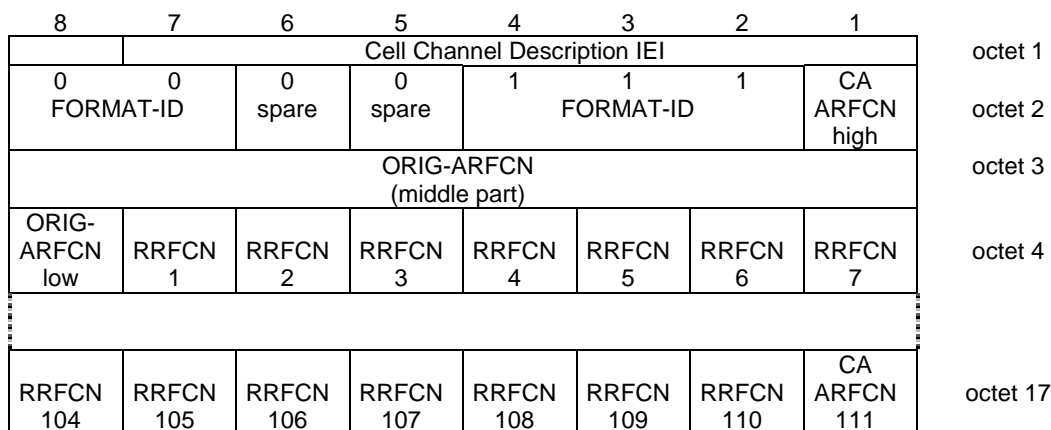 8 7 6 5 4 3 2 1
Cell Channel Description IEI octet 1
0 0 0 0 1 1 1 CA
FORMAT-ID spare spare FORMAT-ID ARFCN octet 2
high
ORIG-ARFCN octet 3
(middle part)
ORIG-
ARFCN RRFCN RRFCN RRFCN RRFCN RRFCN RRFCN RRFCN octet 4
low 1 2 3 4 5 6 7
CA
RRFCN RRFCN RRFCN RRFCN RRFCN RRFCN RRFCN ARFCN octet 17
104 105 106 107 108 109 110 111